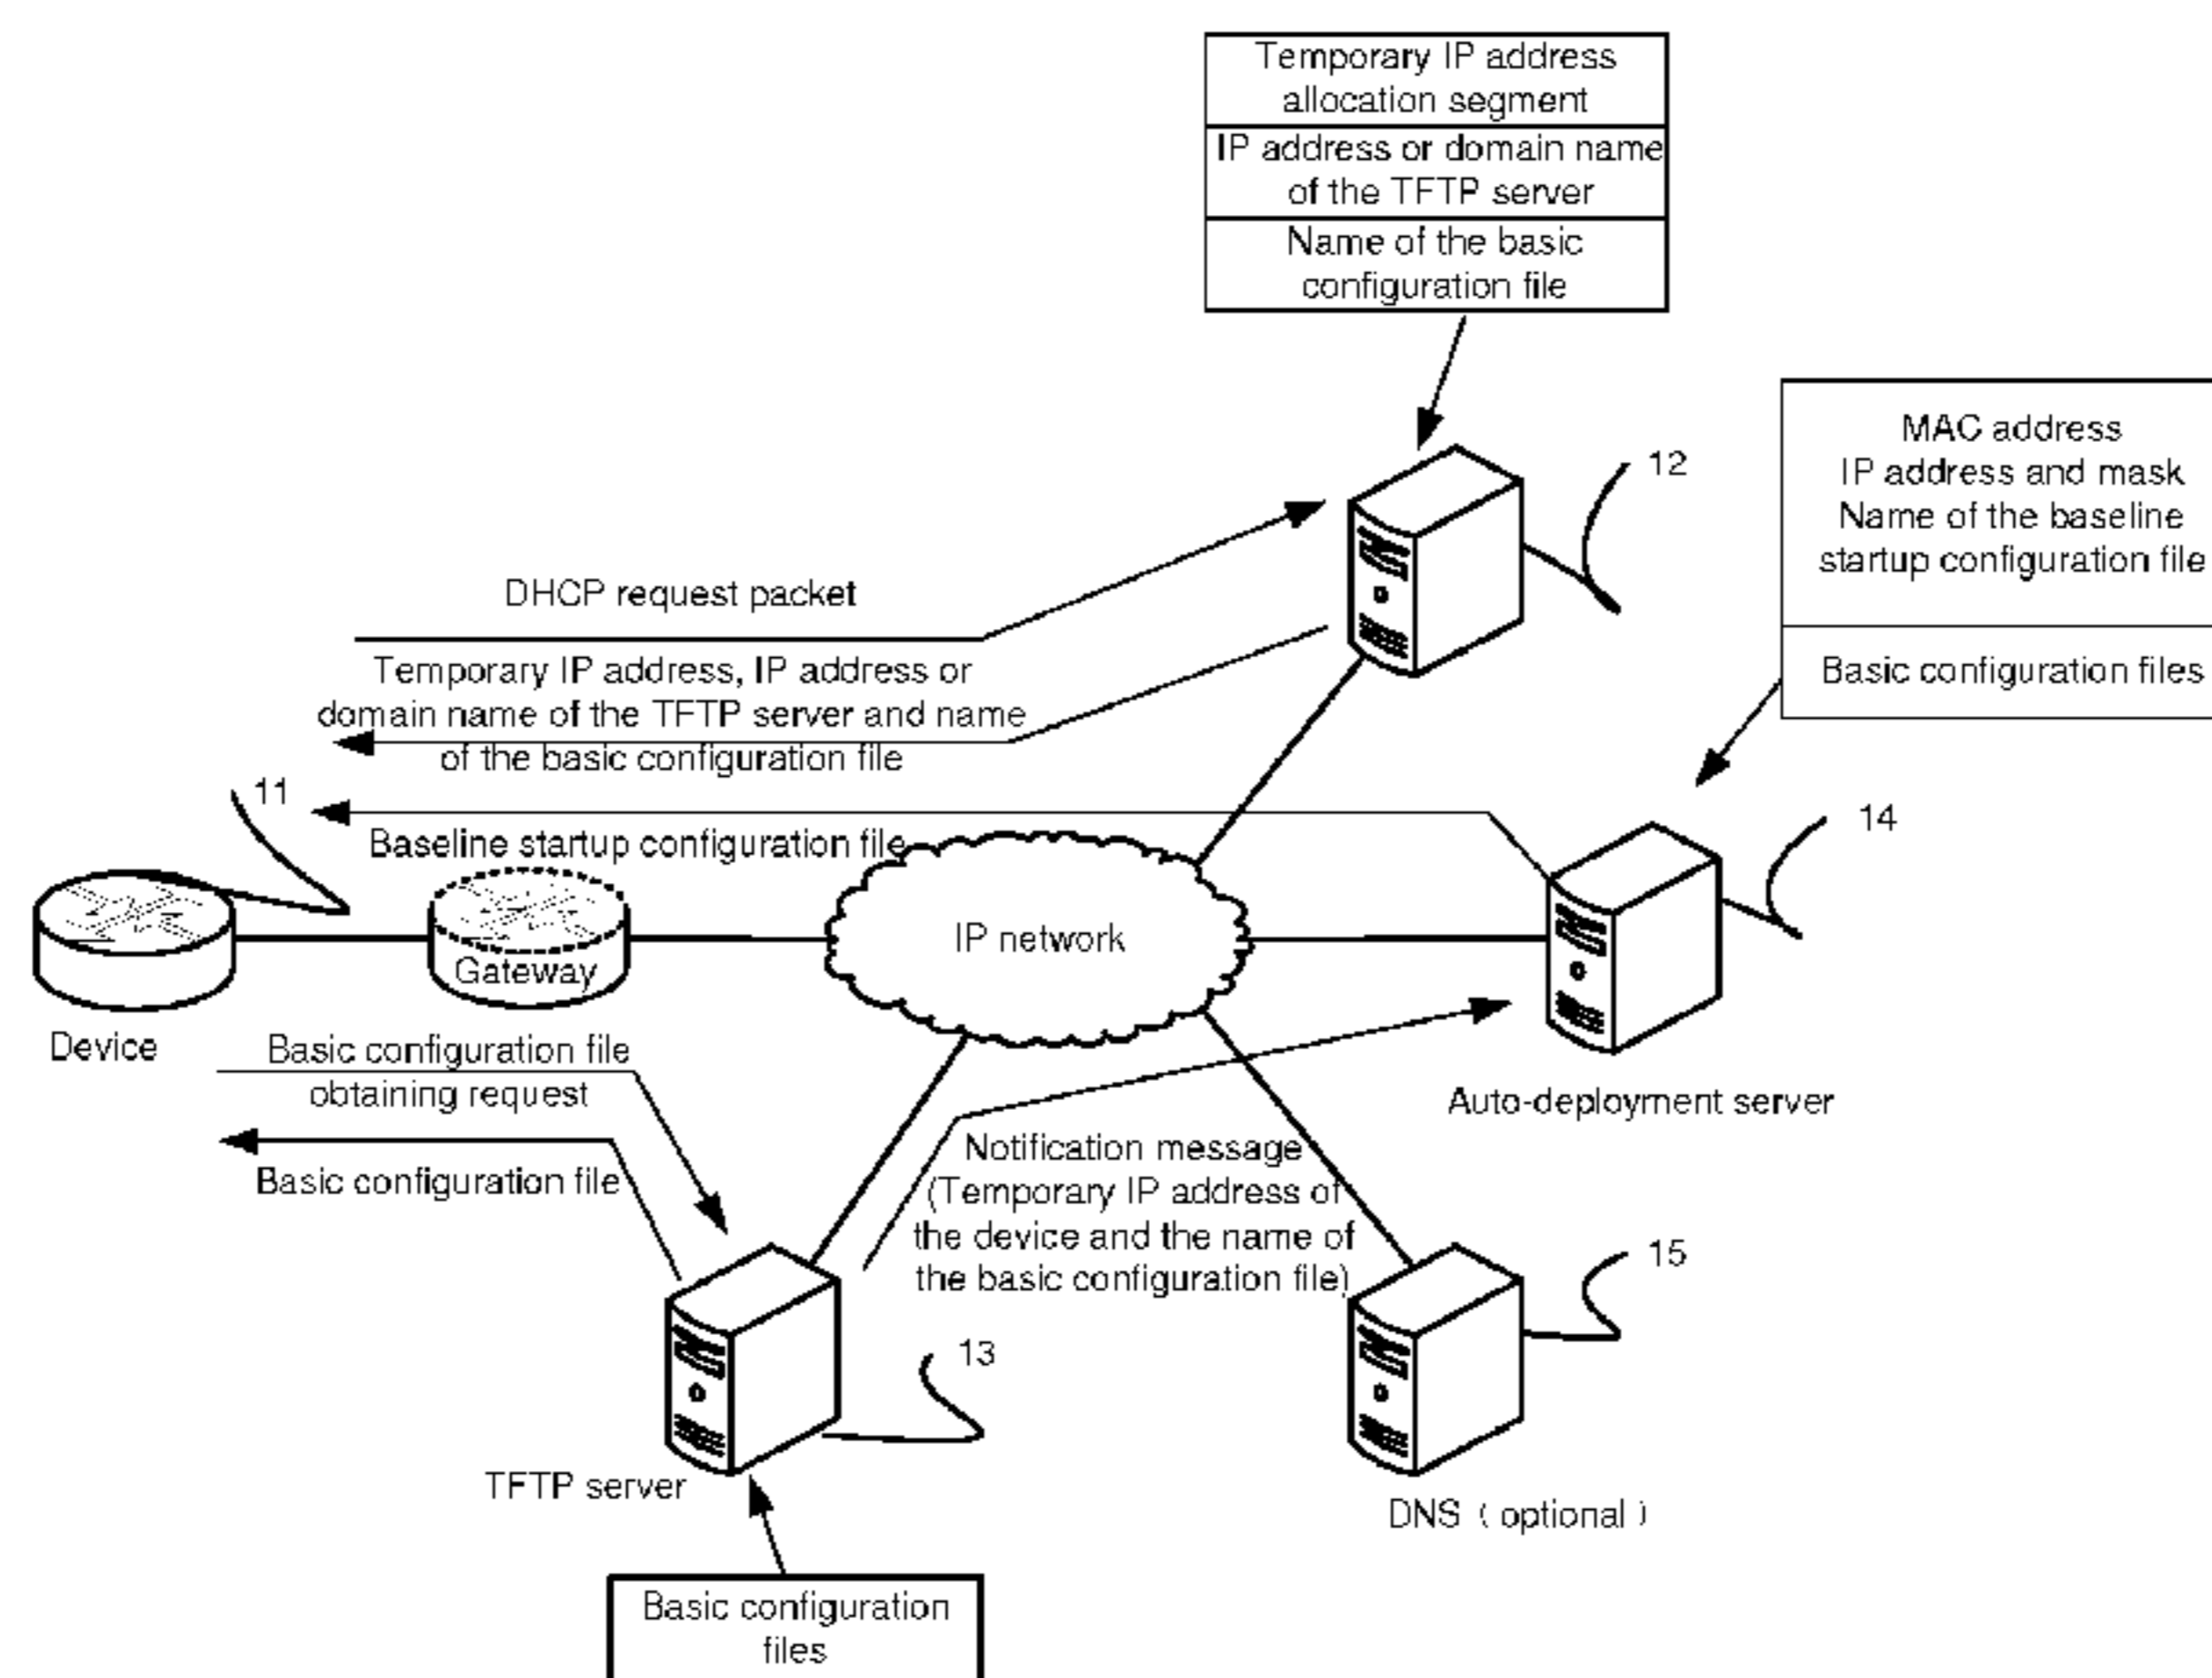 Temporary IP address
allocation segment
IP address or domain name
of the TFTP server
Name of the basic
configuration file
12
MAC address
IP address and mask
Name of the baseline
startup configuration file
Basic configuration files
DHCP request packet
Temporary IP address, IP address or
domain name of the TFTP server and name
of the basic configuration file
11
Baseline startup configuration file
14
IP network
Gateway
Device
Basic configuration file
obtaining request
Basic configuration file
Auto-deployment server
Notification message
(Temporary IP address of
the device and the name of
the basic configuration file)
15
13
TFTP server
DNS ( optional )
Basic configuration
files